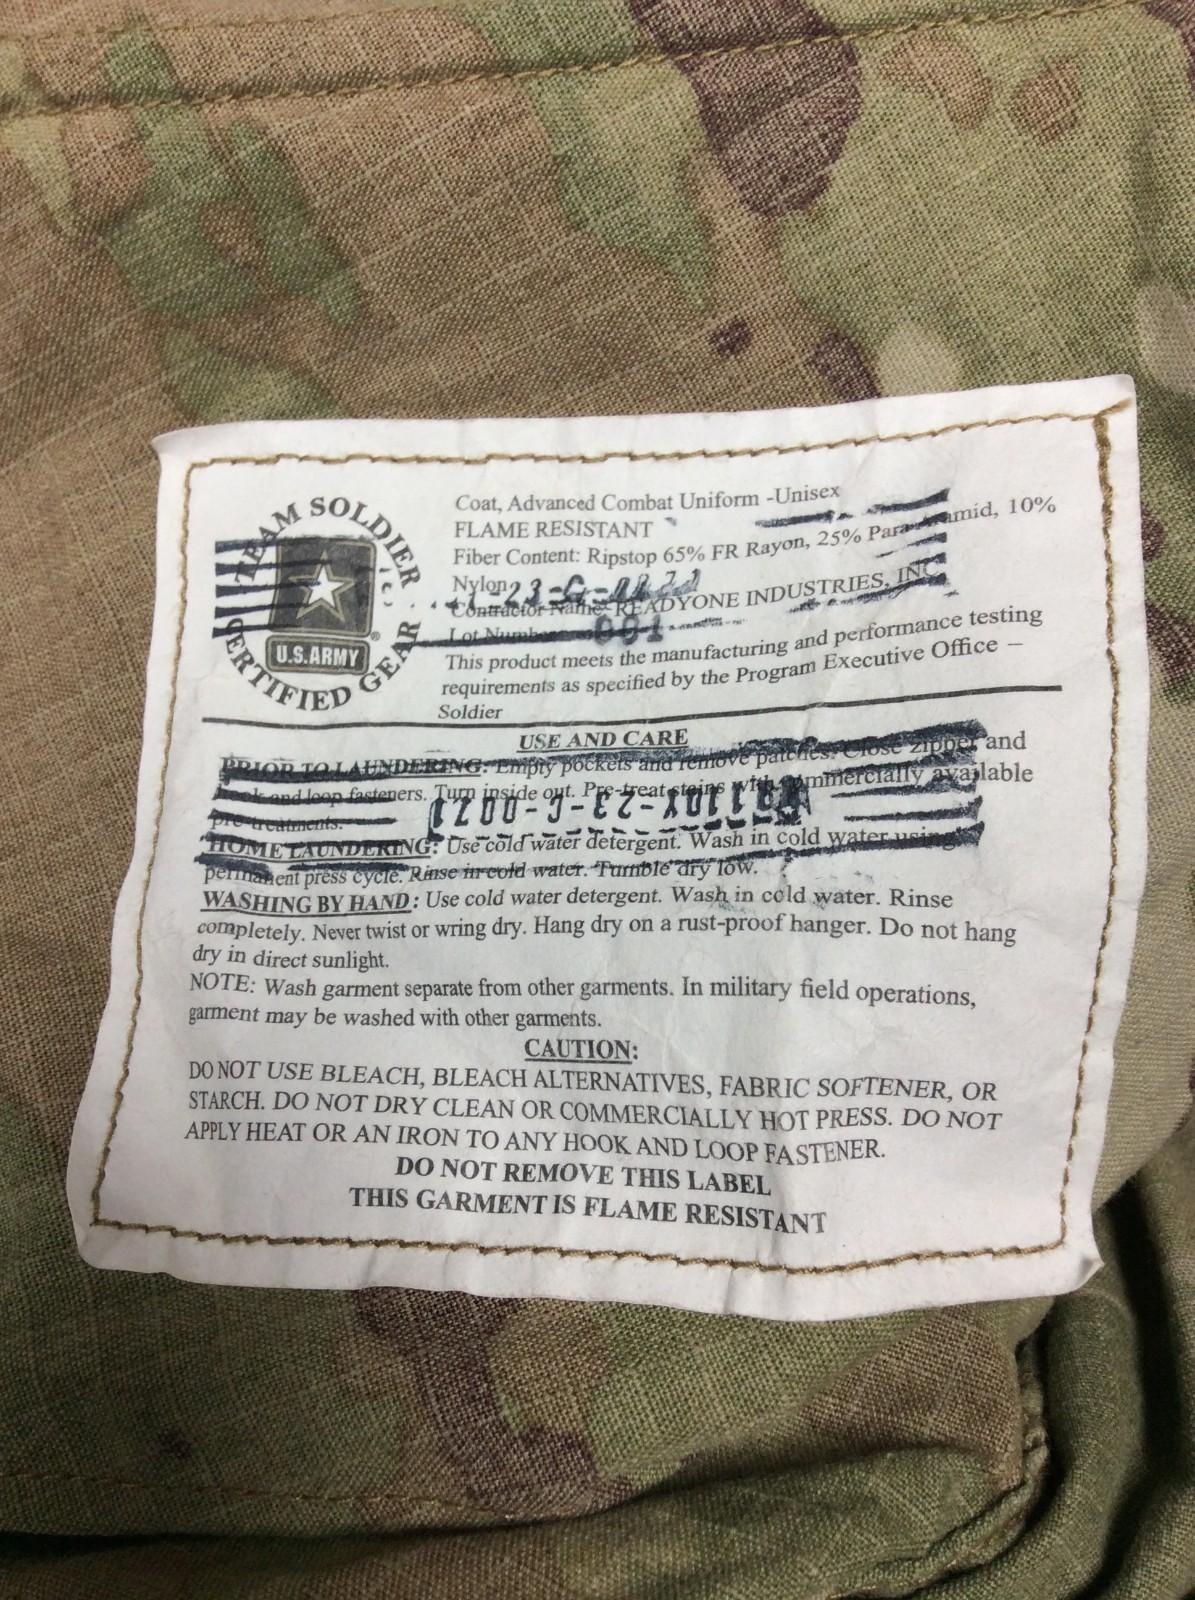 TEAM SOLDIER
CERTIFIED GEAR
U.S.ARMY
Coat, Advanced Combat Uniform -Unisex
FLAME RESISTANT
Fiber Content: Ripstop 65% FR Rayon, 25% Para-Aramid, 10%
Nylon
Contractor Name: READYONE INDUSTRIES, INC.
Lot Number 001
This product meets the manufacturing and performance testing
requirements as specified by the Program Executive Office –
Soldier
USE AND CARE
PRIOR TO LAUNDERING: Empty pockets and remove patches. Close zipper and
hook and loop fasteners. Turn inside out. Pre-treat stains with commercially available
pre-treatments.
HOME LAUNDERING: Use cold water detergent. Wash in cold water using
permanent press cycle. Rinse in cold water. Tumble dry low.
WASHING BY HAND: Use cold water detergent. Wash in cold water. Rinse
completely. Never twist or wring dry. Hang dry on a rust-proof hanger. Do not hang
dry in direct sunlight.
NOTE: Wash garment separate from other garments. In military field operations,
garment may be washed with other garments.
CAUTION:
DO NOT USE BLEACH, BLEACH ALTERNATIVES, FABRIC SOFTENER, OR
STARCH. DO NOT DRY CLEAN OR COMMERCIALLY HOT PRESS. DO NOT
APPLY HEAT OR AN IRON TO ANY HOOK AND LOOP FASTENER.
DO NOT REMOVE THIS LABEL
THIS GARMENT IS FLAME RESISTANT